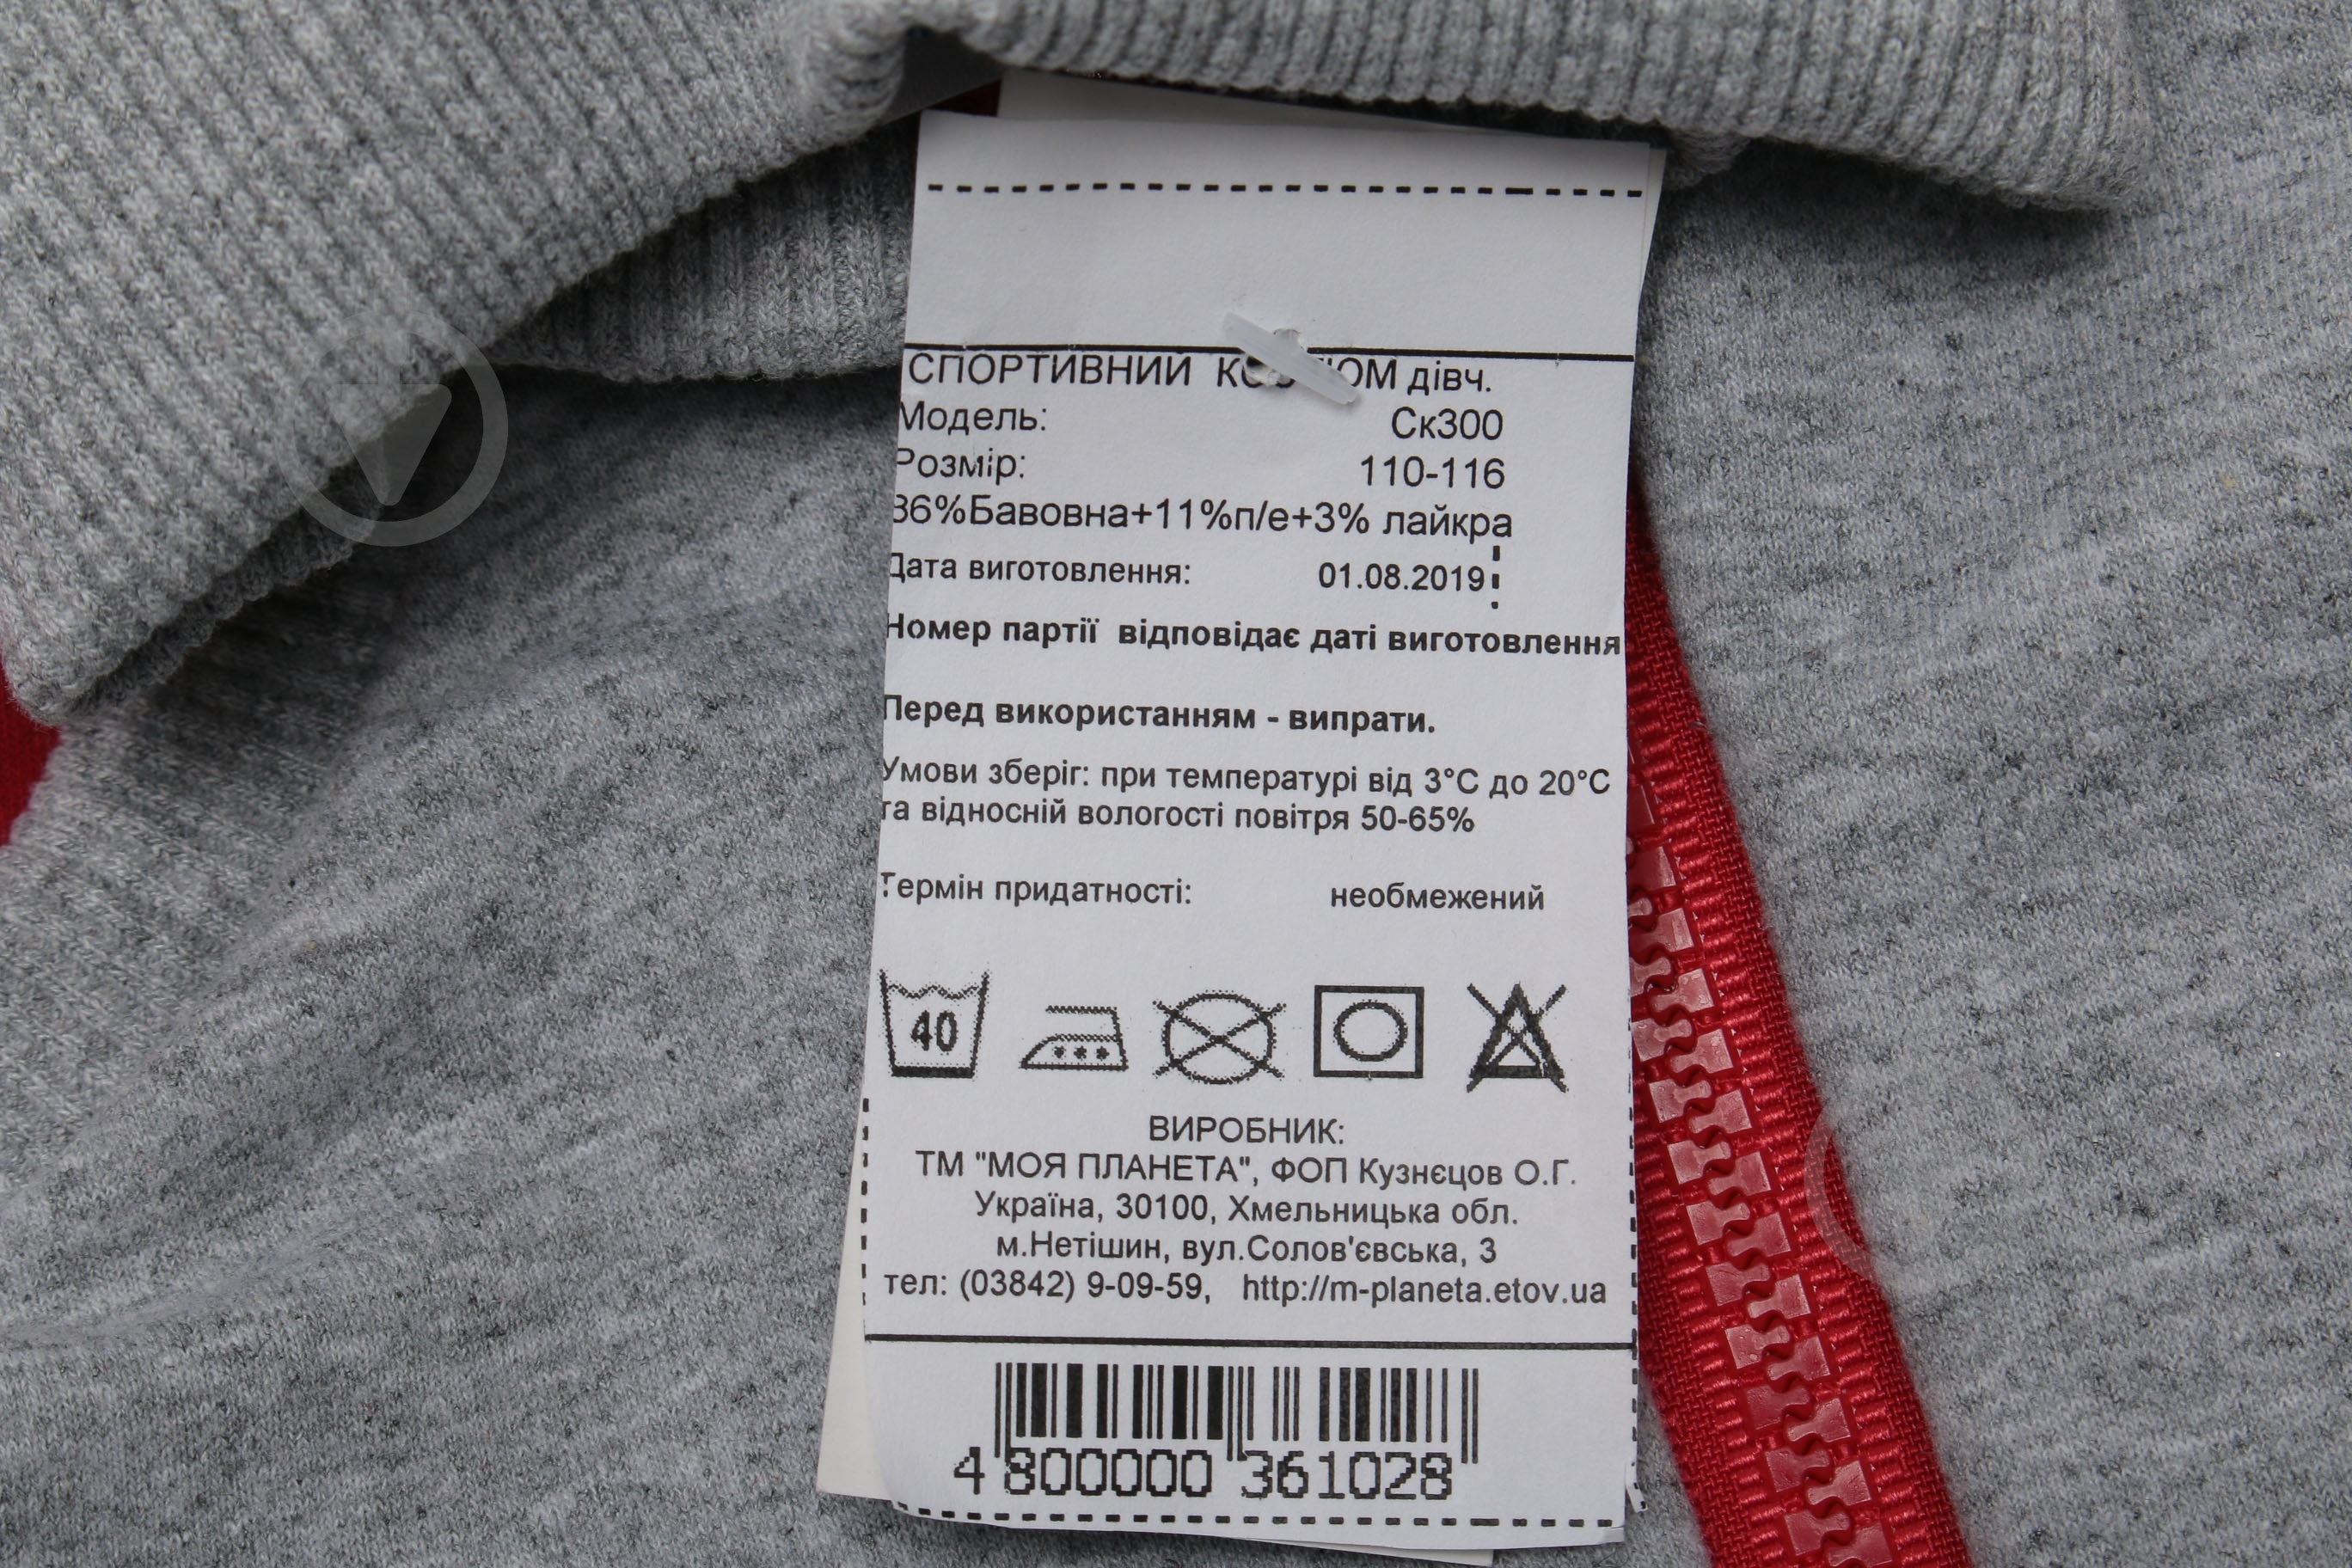 СПОРТИВНИЙ дівч.
Модель: Ск300
Розмір: 110-116
86%Бавовна+11%п/е+3% лайкра
Дата виготовлення: 01.08.2019
Номер партії відповідає даті виготовлення
Перед використанням - випрати.
Умови зберіг: при температурі від 3°С до 20°С
та відносній вологості повітря 50-65%
Термін придатності: необмежений
40
ВИРОБНИК:
ТМ "МОЯ ПЛАНЕТА", ФОП Кузнєцов О.Г.
Україна, 30100, Хмельницька обл.
м.Нетішин, вул.Солов'євська, 3
тел: (03842) 9-09-59, http://m-planeta.etov.ua
4 800000 361028